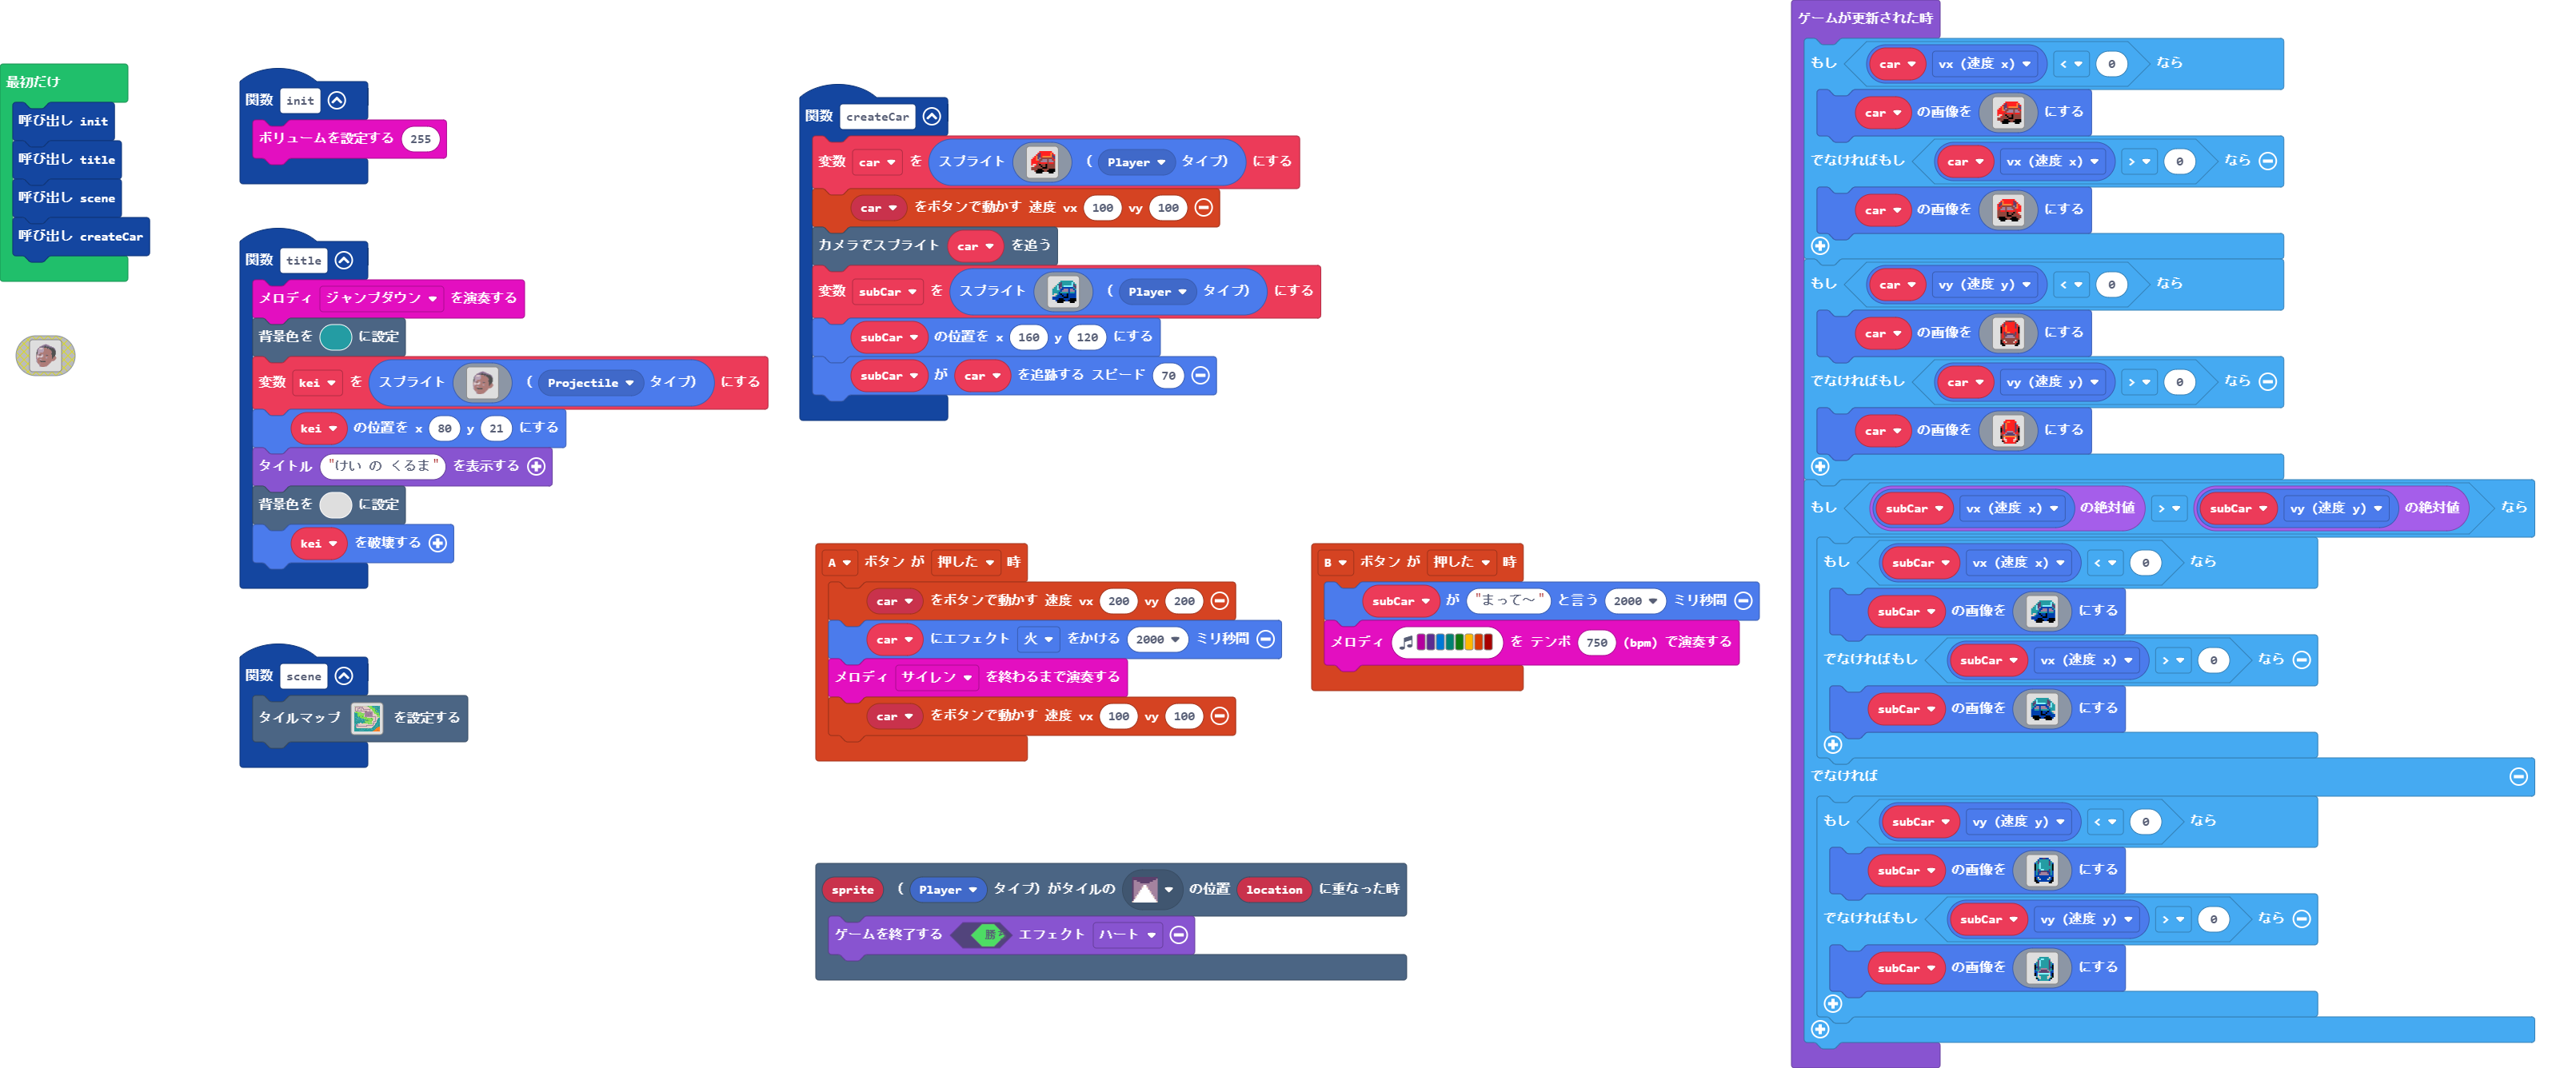 最初だけ
呼び出し init
呼び出し title
呼び出し scene
呼び出し createCar
関数 init
ボリュームを設定する 255
関数 title
メロディ ジャンプダウン を演奏する
背景色を に設定
変数 kei を スプライト ( Projectile タイプ) にする
kei の位置を x 80 y 21 にする
タイトル "けい の くるま" を表示する
背景色を に設定
kei を破壊する
関数 scene
タイルマップ を設定する
関数 createCar
変数 car を スプライト ( Player タイプ) にする
car をボタンで動かす 速度 vx 100 vy 100
カメラでスプライト car を追う
変数 subCar を スプライト ( Player タイプ) にする
subCar の位置を x 160 y 120 にする
subCar が car を追跡する スピード 70
A ボタン が 押した 時
car をボタンで動かす 速度 vx 200 vy 200
car にエフェクト 火 をかける 2000 ミリ秒間
メロディ サイレン を終わるまで演奏する
car をボタンで動かす 速度 vx 100 vy 100
B ボタン が 押した 時
subCar が "まって～" と言う 2000 ミリ秒間
メロディ を テンポ 750 (bpm) で演奏する
sprite ( Player タイプ) がタイルの の位置 location に重なった時
ゲームを終了する 勝 エフェクト ハート
ゲームが更新された時
もし car vx (速度 x) < 0 なら
car の画像を にする
でなければもし car vx (速度 x) > 0 なら
car の画像を にする
もし car vy (速度 y) < 0 なら
car の画像を にする
でなければもし car vy (速度 y) > 0 なら
car の画像を にする
もし subCar vx (速度 x) の絶対値 > subCar vy (速度 y) の絶対値 なら
もし subCar vx (速度 x) < 0 なら
subCar の画像を にする
でなければもし subCar vx (速度 x) > 0 なら
subCar の画像を にする
でなければ
もし subCar vy (速度 y) < 0 なら
subCar の画像を にする
でなければもし subCar vy (速度 y) > 0 なら
subCar の画像を にする